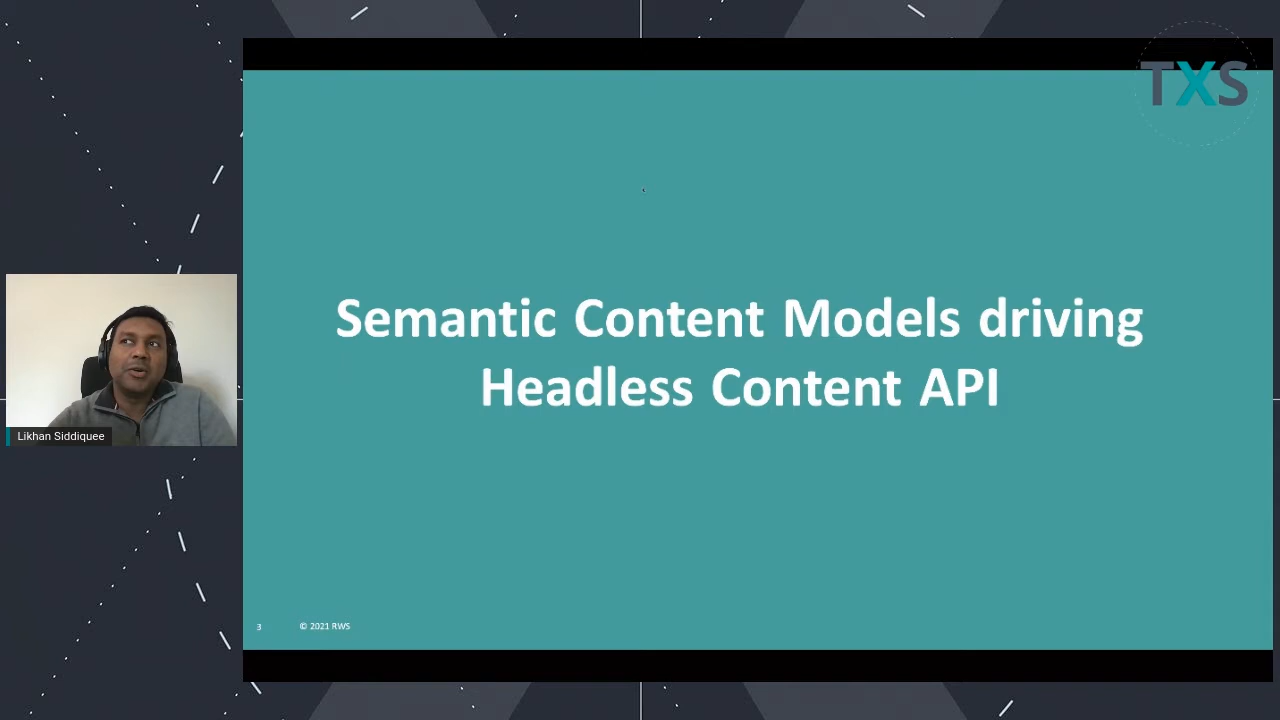 TXS
Semantic Content Models driving
Headless Content API
Likhan Siddiquee
3
© 2021 RWS